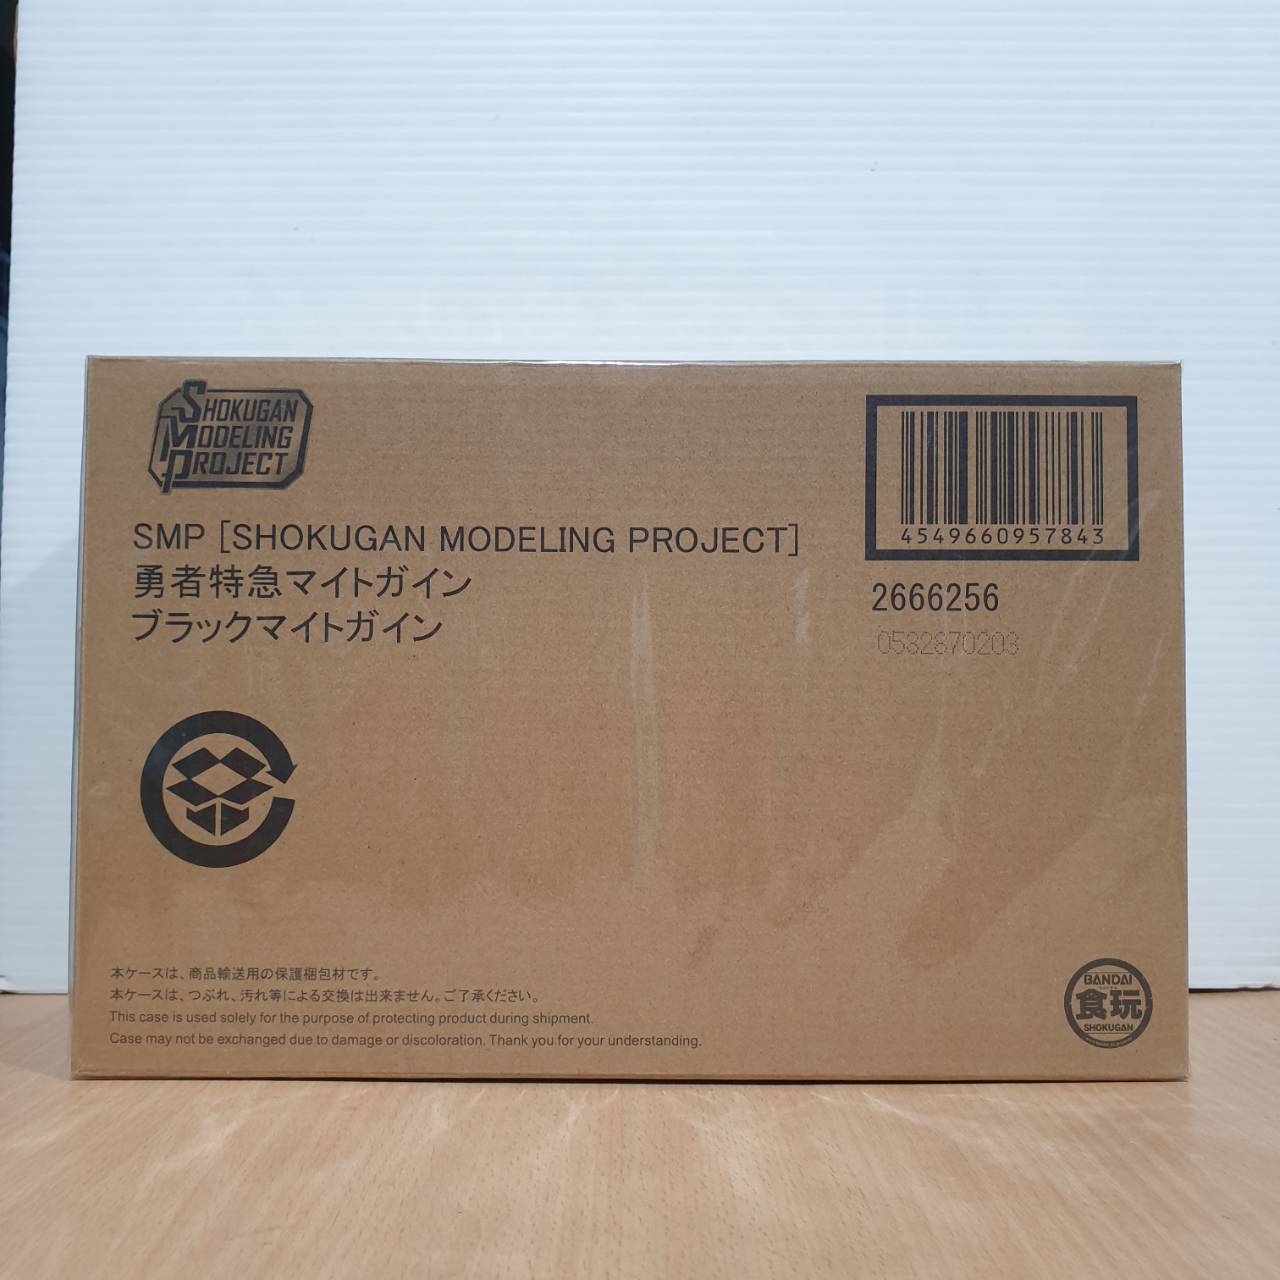 SHOKUGAN
MODELING
PROJECT
4549660957843
SMP [SHOKUGAN MODELING PROJECT]
勇者特急マイトガイン
ブラックマイトガイン
2666256
0582870203
本ケースは、商品輸送用の保護梱包材です。
本ケースは、つぶれ、汚れ等による交換は出来ません。ご了承ください。
This case is used solely for the purpose of protecting product during shipment.
Case may not be exchanged due to damage or discoloration. Thank you for your understanding.
BANDAI
食玩
SHOKUGAN